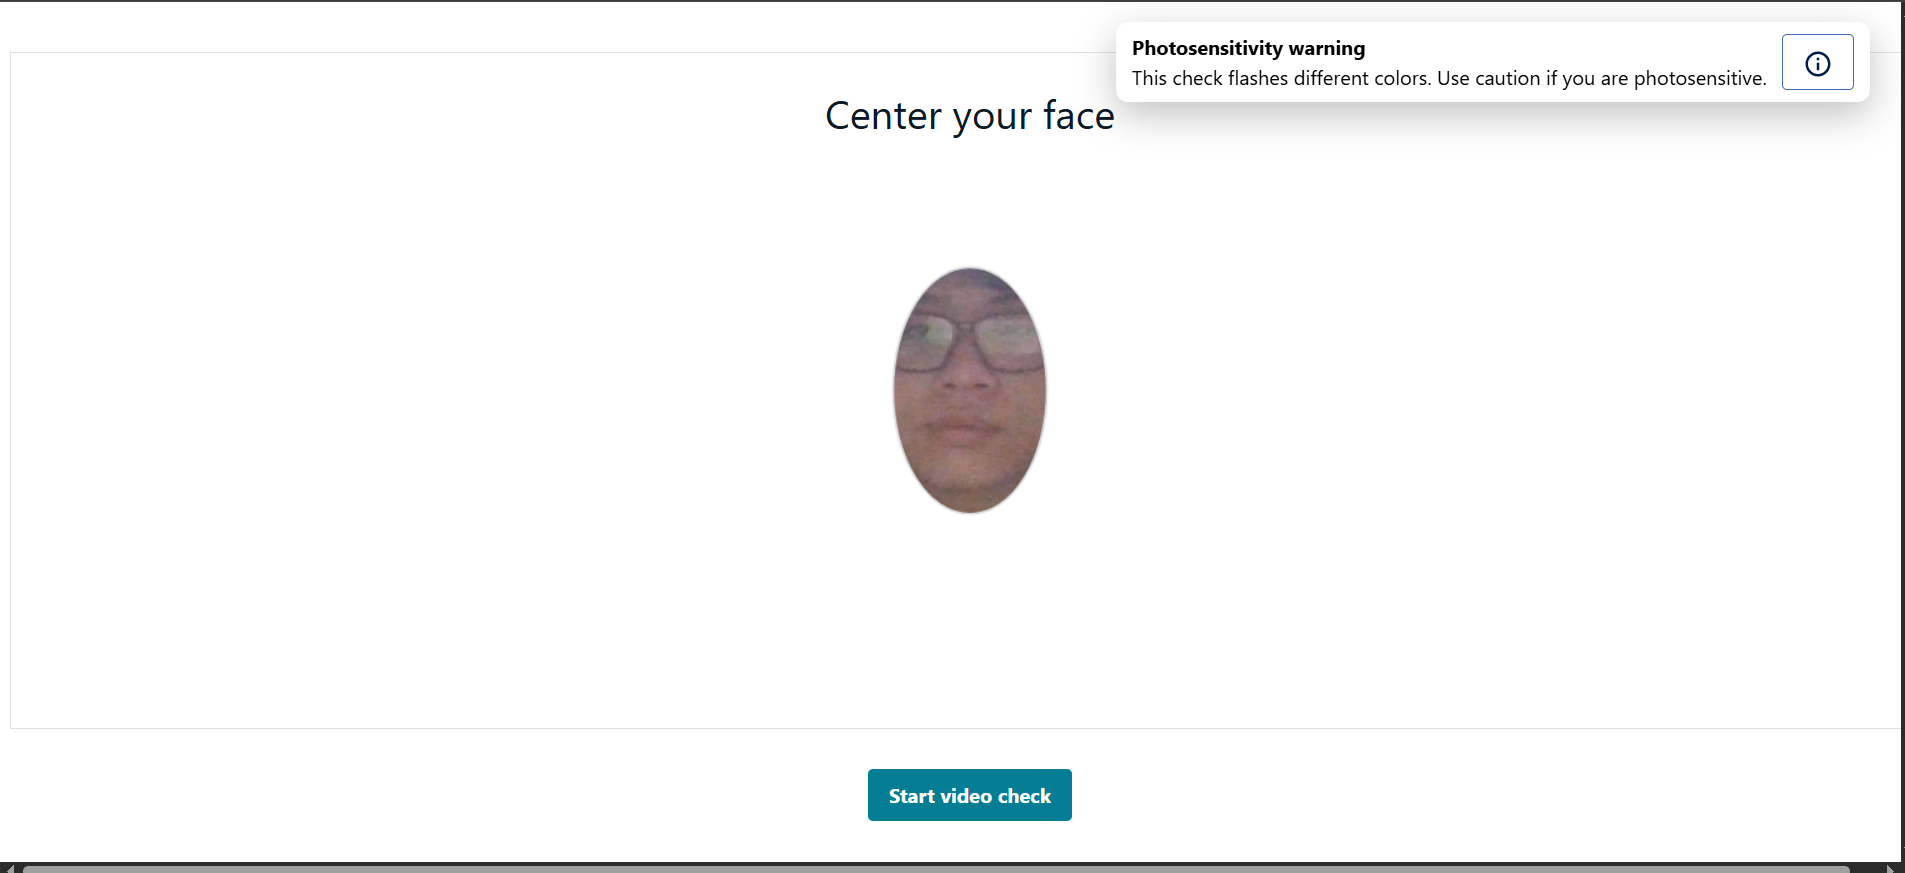 Photosensitivity warning
This check flashes different colors. Use caution if you are photosensitive.
Center your face
Start video check